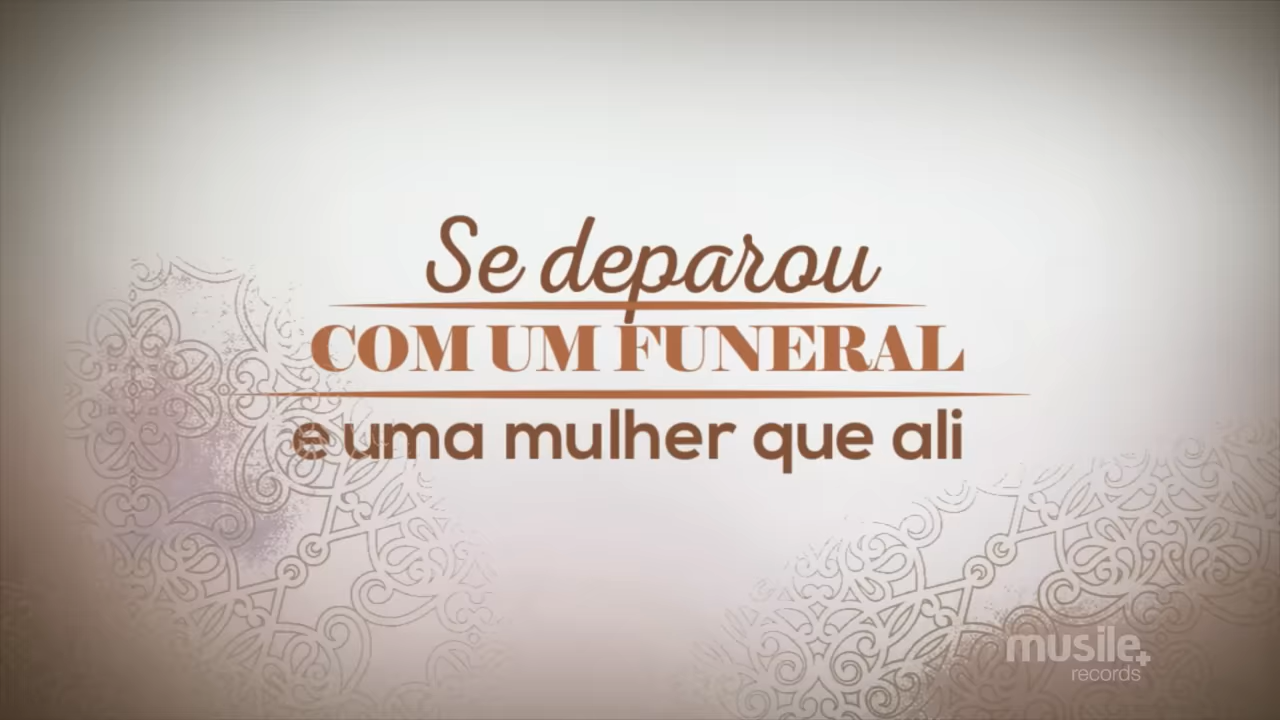 Se deparou
COM UM FUNERAL
e uma mulher que ali
musile+
records